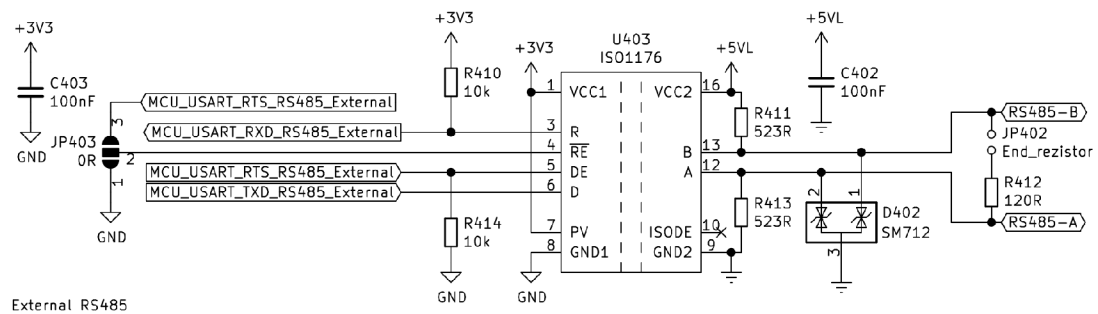 +3V3
C403
100nF
GND
MCU_USART_RTS_RS485_External
3
JP403
0R
2
1
GND
MCU_USART_RXD_RS485_External
MCU_USART_RTS_RS485_External
MCU_USART_TXD_RS485_External
+3V3
R410
10k
R414
10k
GND
+3V3
U403
ISO1176
1
VCC1
3
R
4
RE
5
DE
6
D
7
PV
8
GND1
GND
VCC2
16
B
13
A
12
ISODE
10
GND2
9
+5VL
R411
523R
R413
523R
+5VL
C402
100nF
2
1
D402
SM712
3
RS485-B
JP402
End_rezistor
R412
120R
RS485-A
External RS485